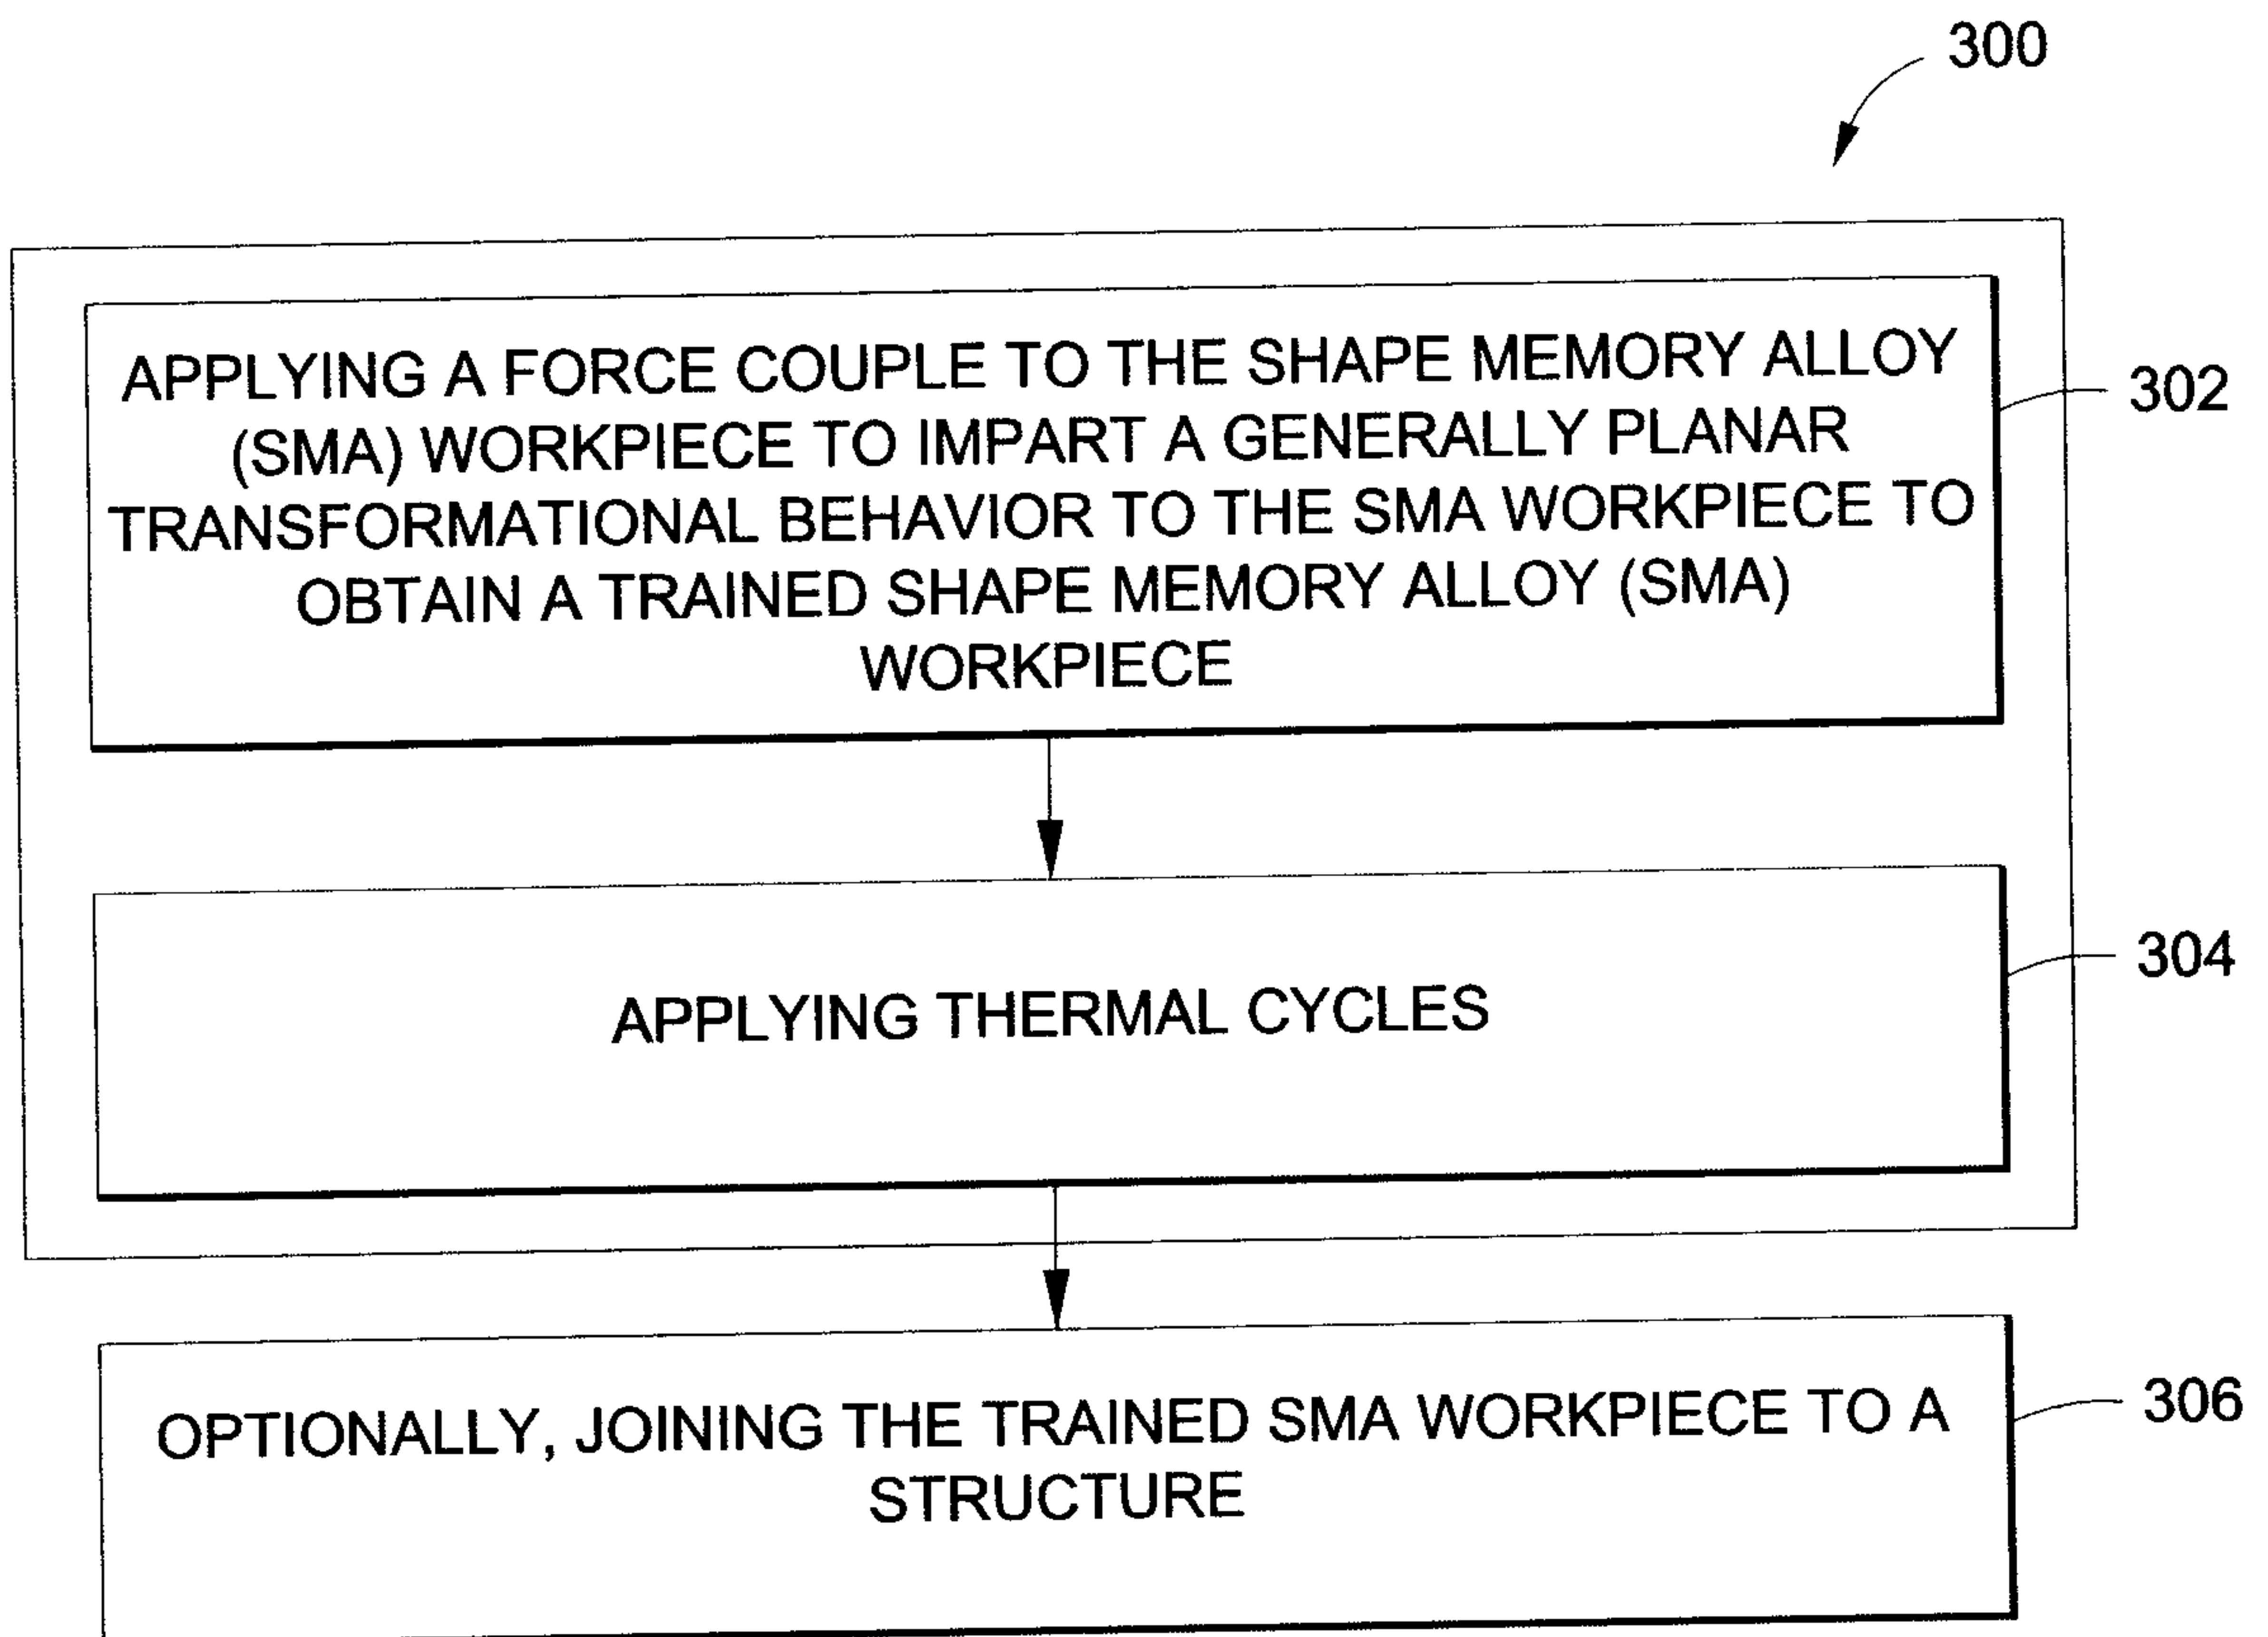 300
APPLYING A FORCE COUPLE TO THE SHAPE MEMORY ALLOY
(SMA) WORKPIECE TO IMPART A GENERALLY PLANAR
TRANSFORMATIONAL BEHAVIOR TO THE SMA WORKPIECE TO
OBTAIN A TRAINED SHAPE MEMORY ALLOY (SMA)
WORKPIECE
302
APPLYING THERMAL CYCLES
304
OPTIONALLY, JOINING THE TRAINED SMA WORKPIECE TO A
STRUCTURE
306